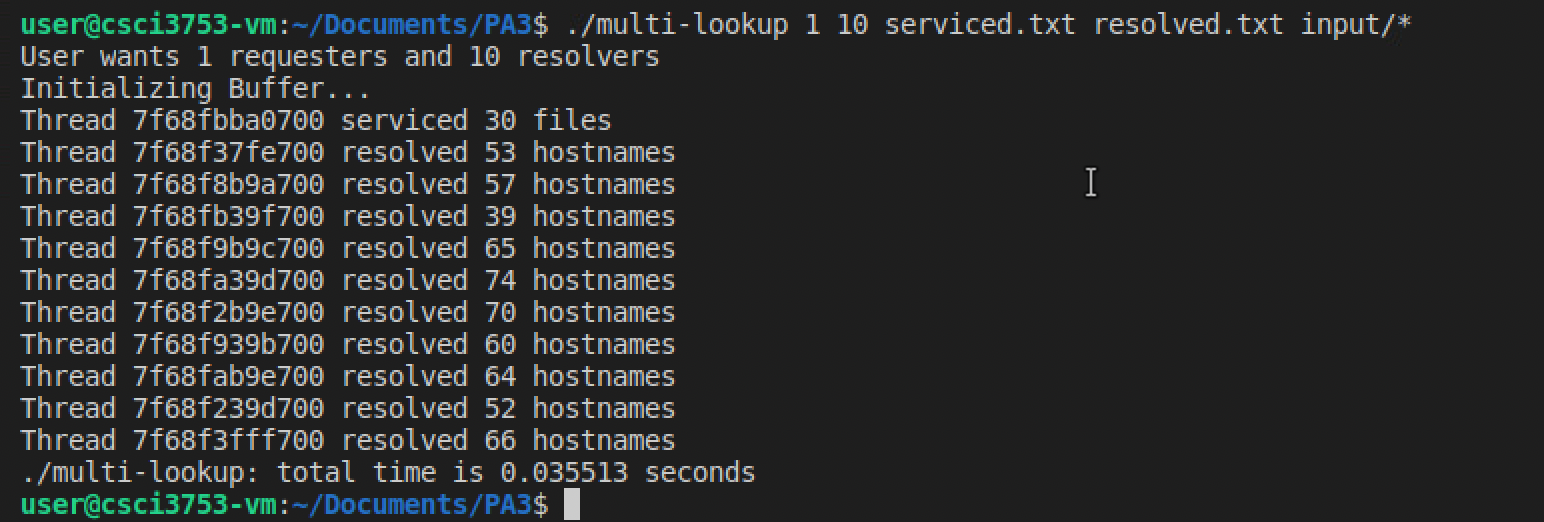 user@csci3753-vm:~/Documents/PA3$ ./multi-lookup 1 10 serviced.txt resolved.txt input/*
User wants 1 requesters and 10 resolvers
Initializing Buffer...
Thread 7f68fbba0700 serviced 30 files
Thread 7f68f37fe700 resolved 53 hostnames
Thread 7f68f8b9a700 resolved 57 hostnames
Thread 7f68fb39f700 resolved 39 hostnames
Thread 7f68f9b9c700 resolved 65 hostnames
Thread 7f68fa39d700 resolved 74 hostnames
Thread 7f68f2b9e700 resolved 70 hostnames
Thread 7f68f939b700 resolved 60 hostnames
Thread 7f68fab9e700 resolved 64 hostnames
Thread 7f68f239d700 resolved 52 hostnames
Thread 7f68f3fff700 resolved 66 hostnames
./multi-lookup: total time is 0.035513 seconds
user@csci3753-vm:~/Documents/PA3$